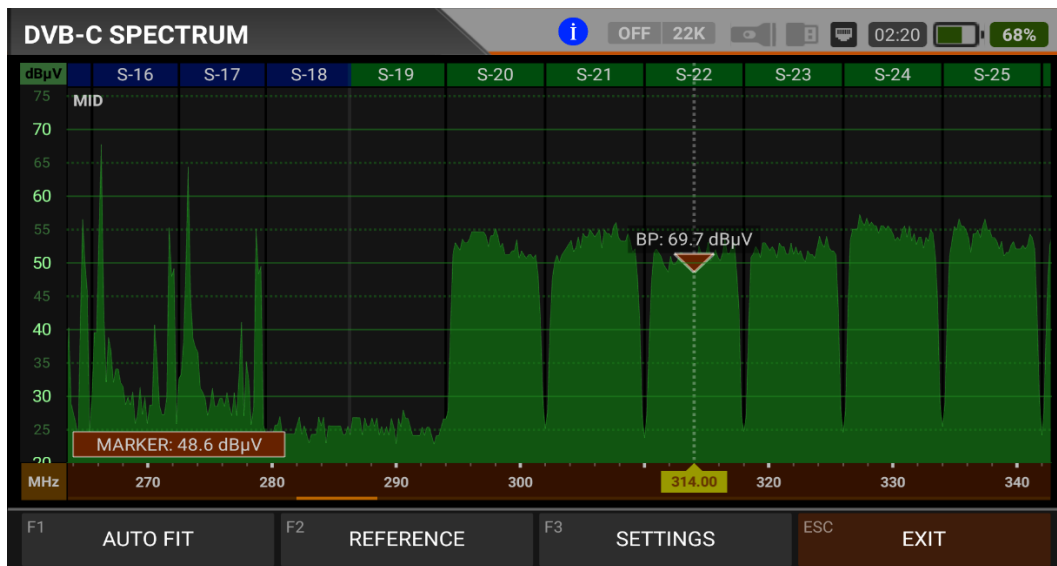 DVB-C SPECTRUM
i
OFF 22K
02:20
68%
dBµV S-16 S-17 S-18 S-19 S-20 S-21 S-22 S-23 S-24 S-25
75
MID
70
65
60
55
BP: 69.7 dBµV
50
45
40
35
30
25
MARKER: 48.6 dBµV
20
MHz 270 280 290 300 314.00 320 330 340
F1 AUTO FIT
F2 REFERENCE
F3 SETTINGS
ESC EXIT